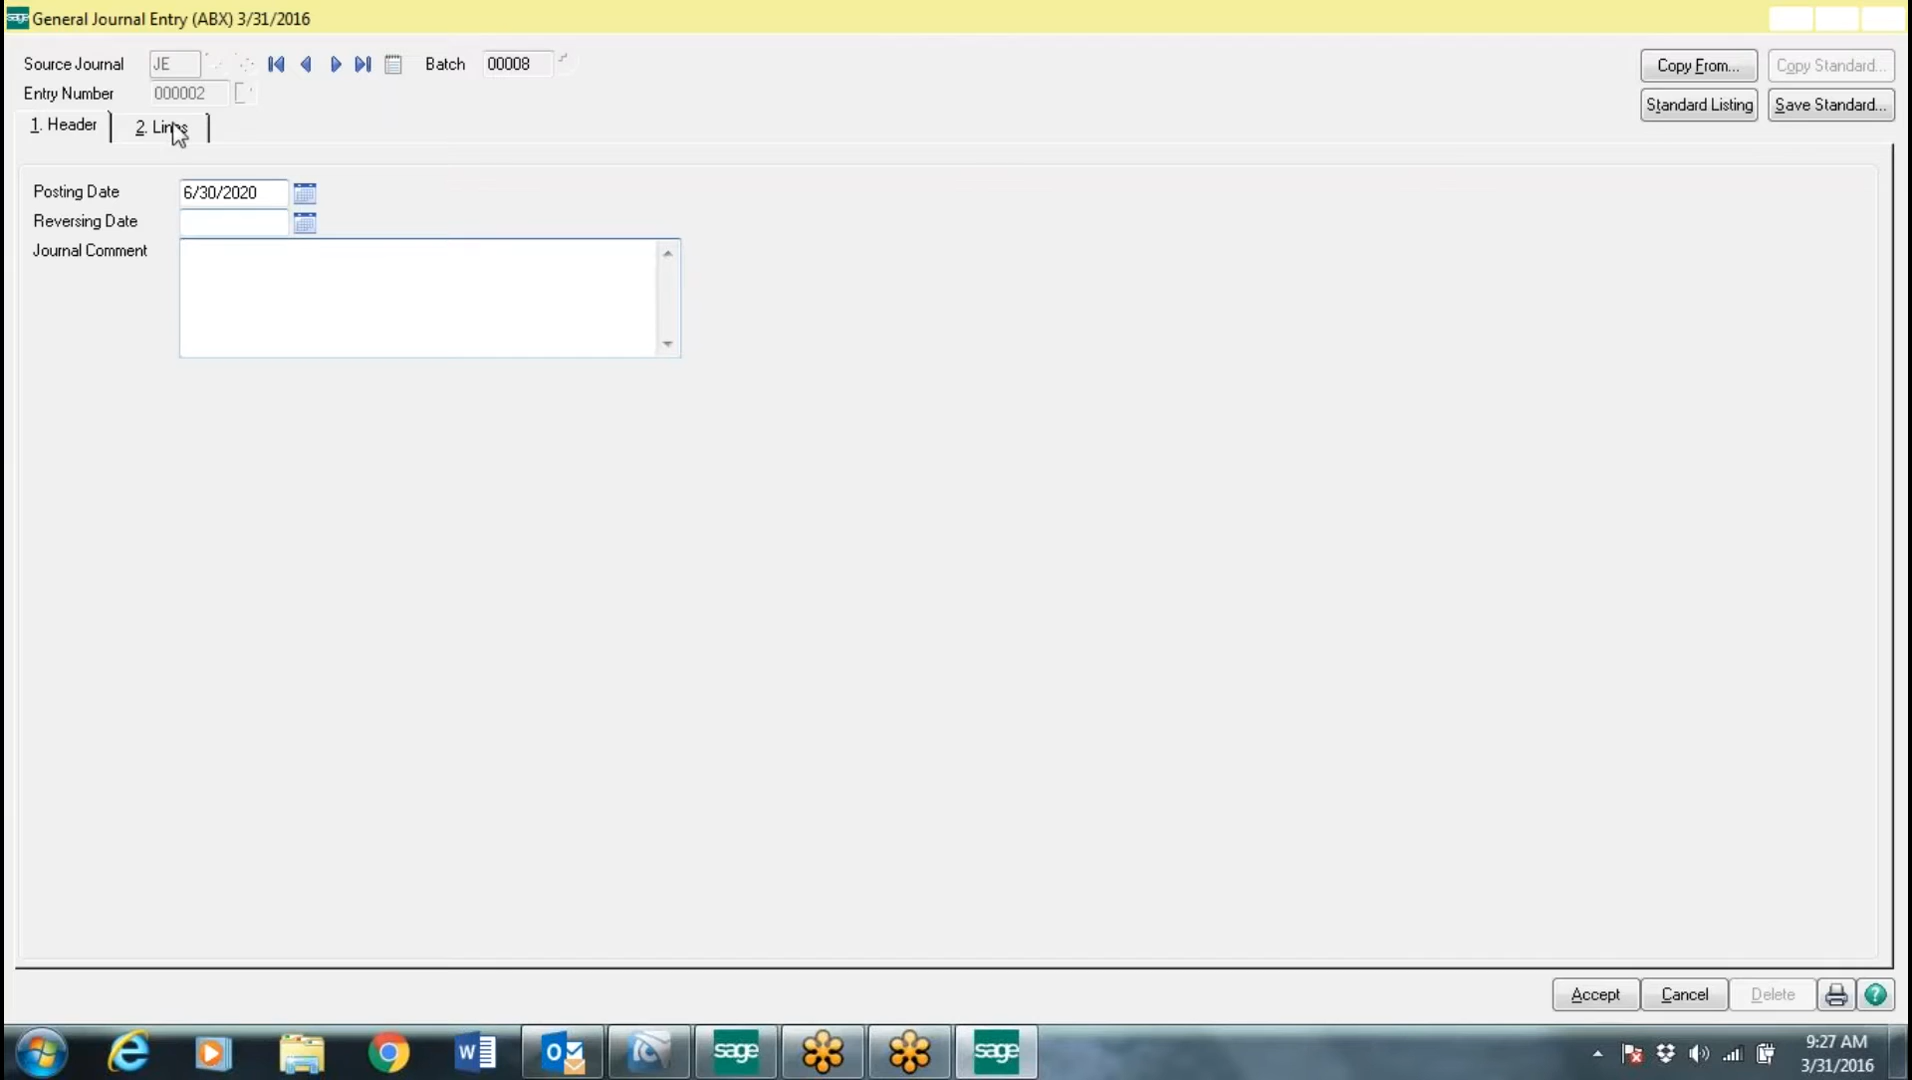 General Journal Entry (ABX) 3/31/2016
Source Journal JE Batch 00008
Entry Number 000002
Copy From... Copy Standard...
Standard Listing Save Standard...
1. Header 2. Lines
Posting Date 6/30/2020
Reversing Date
Journal Comment
Accept Cancel Delete
sage sage
9:27 AM
3/31/2016